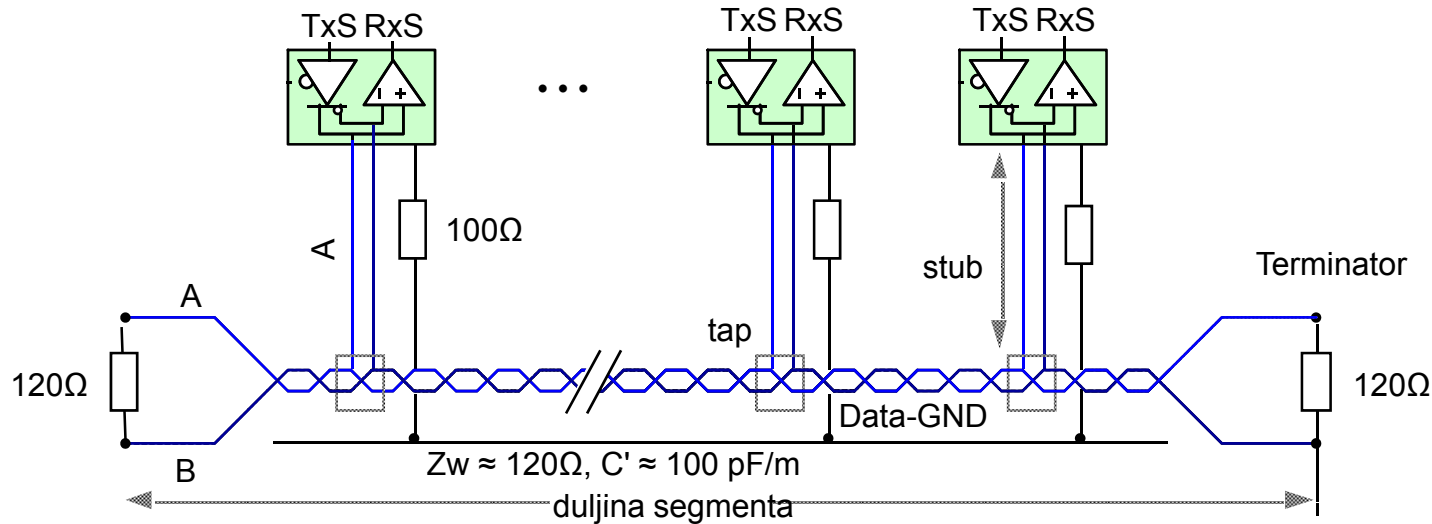 TxS RxS
TxS RxS
TxS RxS
...
I +
I +
I +
A
100Ω
stub
Terminator
A
tap
120Ω
120Ω
Data-GND
B
Zw ≈ 120Ω, C' ≈ 100 pF/m
duljina segmenta